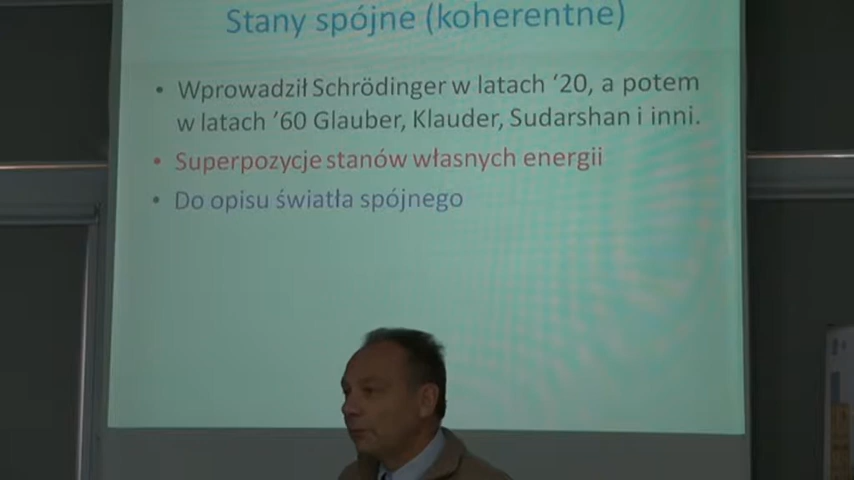 Stany spójne (koherentne)
• Wprowadził Schrödinger w latach ‘20, a potem
w latach ’60 Glauber, Klauder, Sudarshan i inni.
• Superpozycje stanów własnych energii
• Do opisu światła spójnego